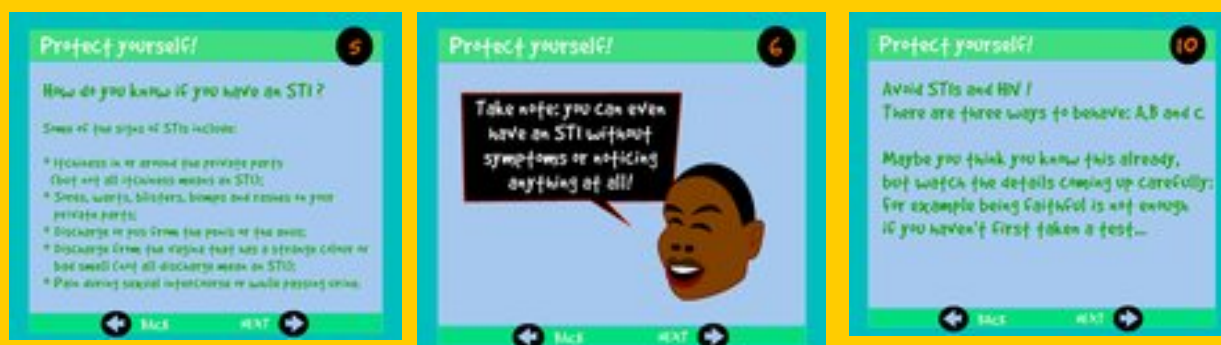 Protect yourself!
5
How do you know if you have an STI?
Some of the signs of STIs include:
* Itchiness in or around the private parts
(but not all itchiness means an STI);
* Sores, warts, blisters, bumps and rashes on your
private parts;
* Discharge or pus from the penis or the anus;
* Discharge from the vagina that has a strange colour or
bad smell (not all discharge mean an STI);
* Pain during sexual intercourse or while passing urine;
BACK
NEXT
Protect yourself!
6
Take note: you can even
have an STI without
symptoms or noticing
anything at all!
BACK
NEXT
Protect yourself!
10
Avoid STIs and HIV!
There are three ways to behave: A,B and C.
Maybe you think you know this already,
but watch the details coming up carefully:
For example being faithful is not enough
if you haven't first taken a test...
BACK
NEXT